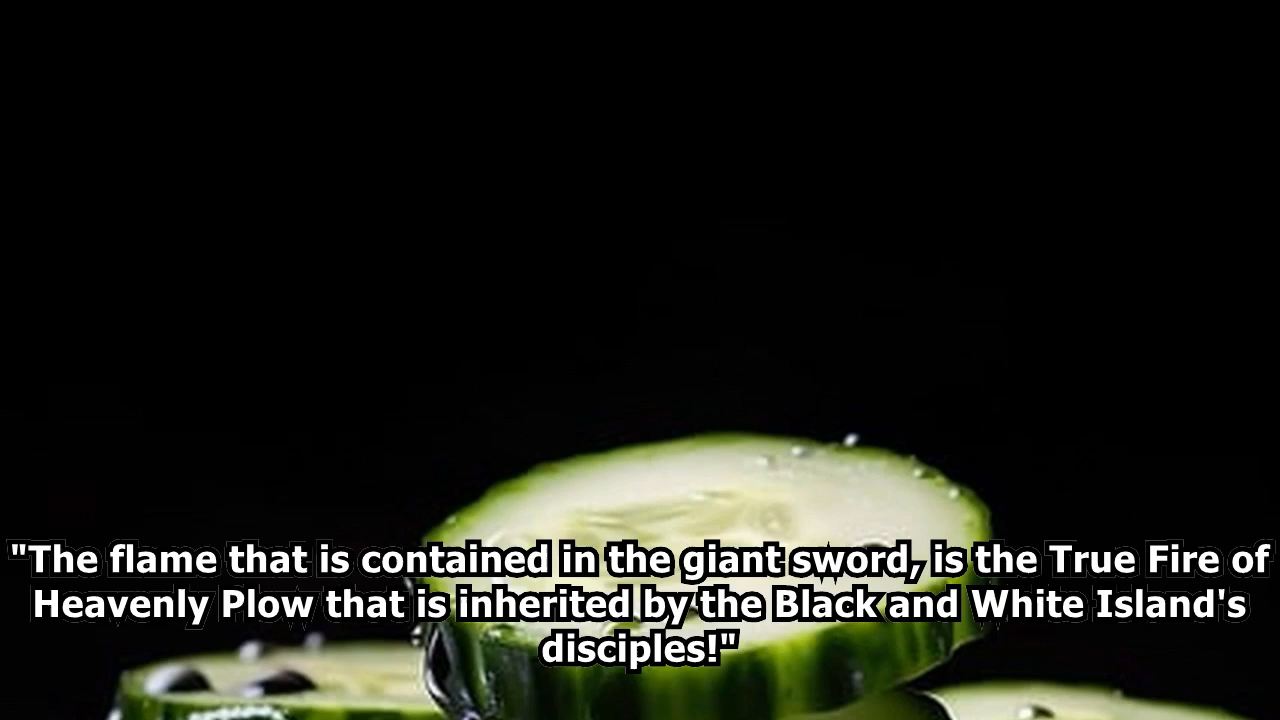 "The flame that is contained in the giant sword, is the True Fire of
Heavenly Plow that is inherited by the Black and White Island's
disciples!"